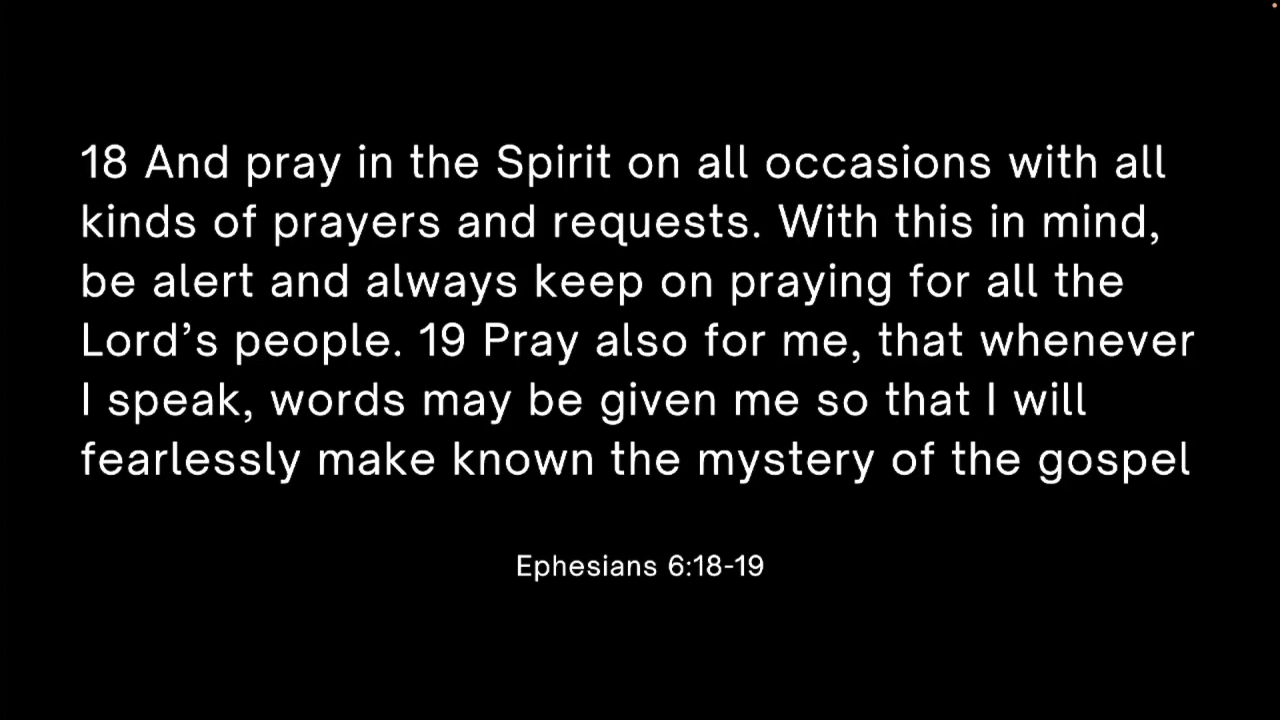 18 And pray in the Spirit on all occasions with all
kinds of prayers and requests. With this in mind,
be alert and always keep on praying for all the
Lord’s people. 19 Pray also for me, that whenever
I speak, words may be given me so that I will
fearlessly make known the mystery of the gospel
Ephesians 6:18-19